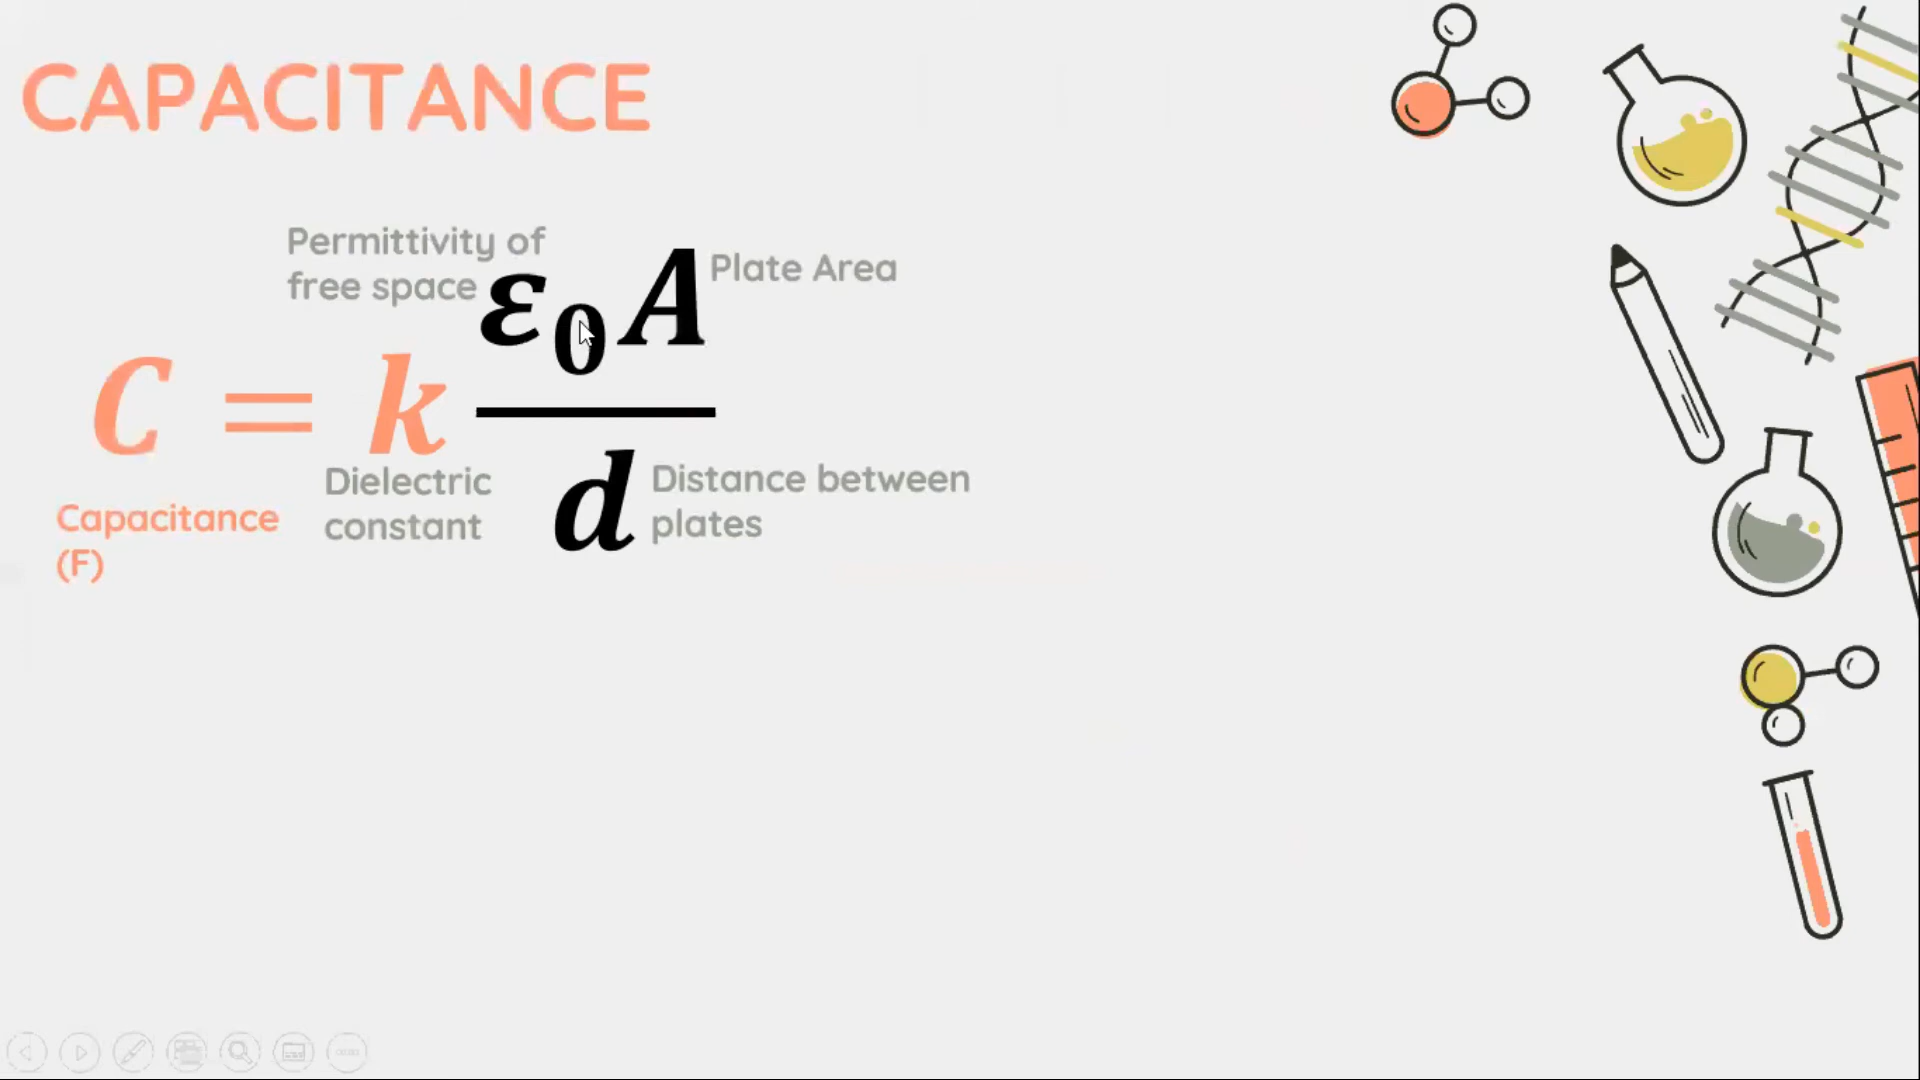 CAPACITANCE
Permittivity of
free space
ε₀A
Plate Area
C = k
d
Dielectric
constant
Distance between
plates
Capacitance
(F)